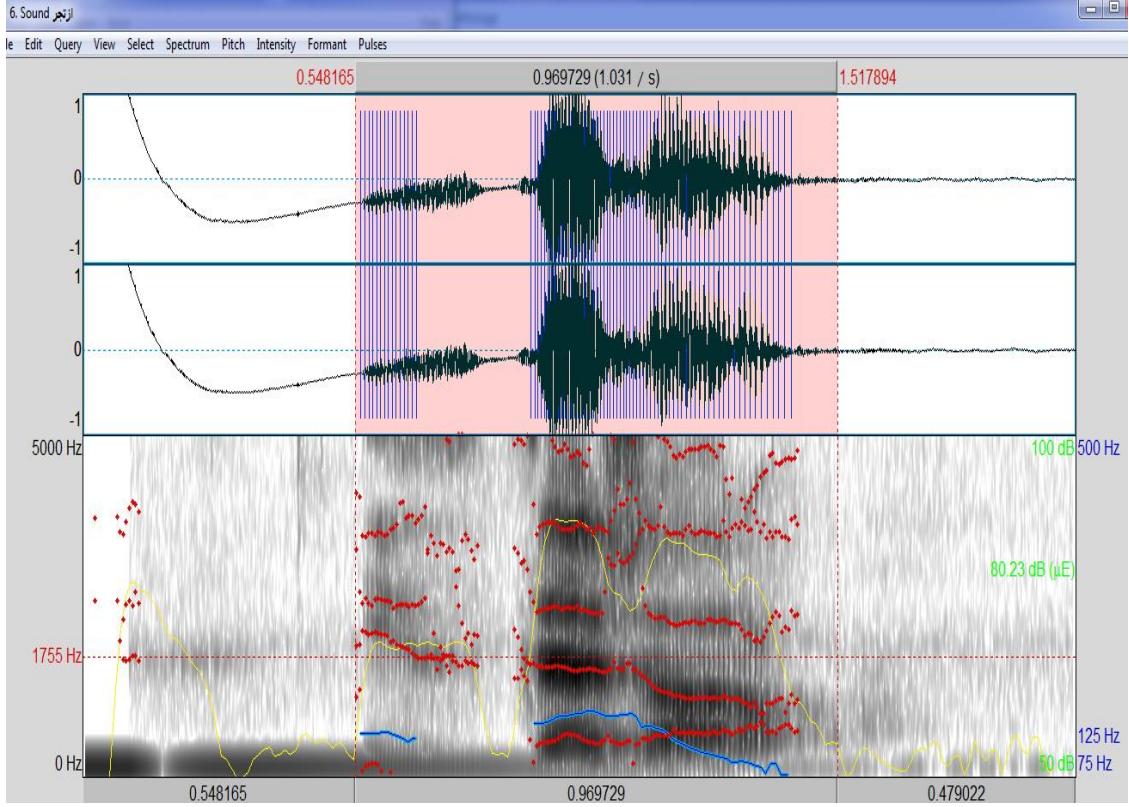 6. Sound ازتجر
le Edit Query View Select Spectrum Pitch Intensity Formant Pulses
0.548165 0.969729 (1.031 / s) 1.517894
1
0
-1
1
0
-1
5000 Hz 100 dB 500 Hz
80.23 dB (µE)
1755 Hz
125 Hz
0 Hz 50 dB 75 Hz
0.548165 0.969729 0.479022